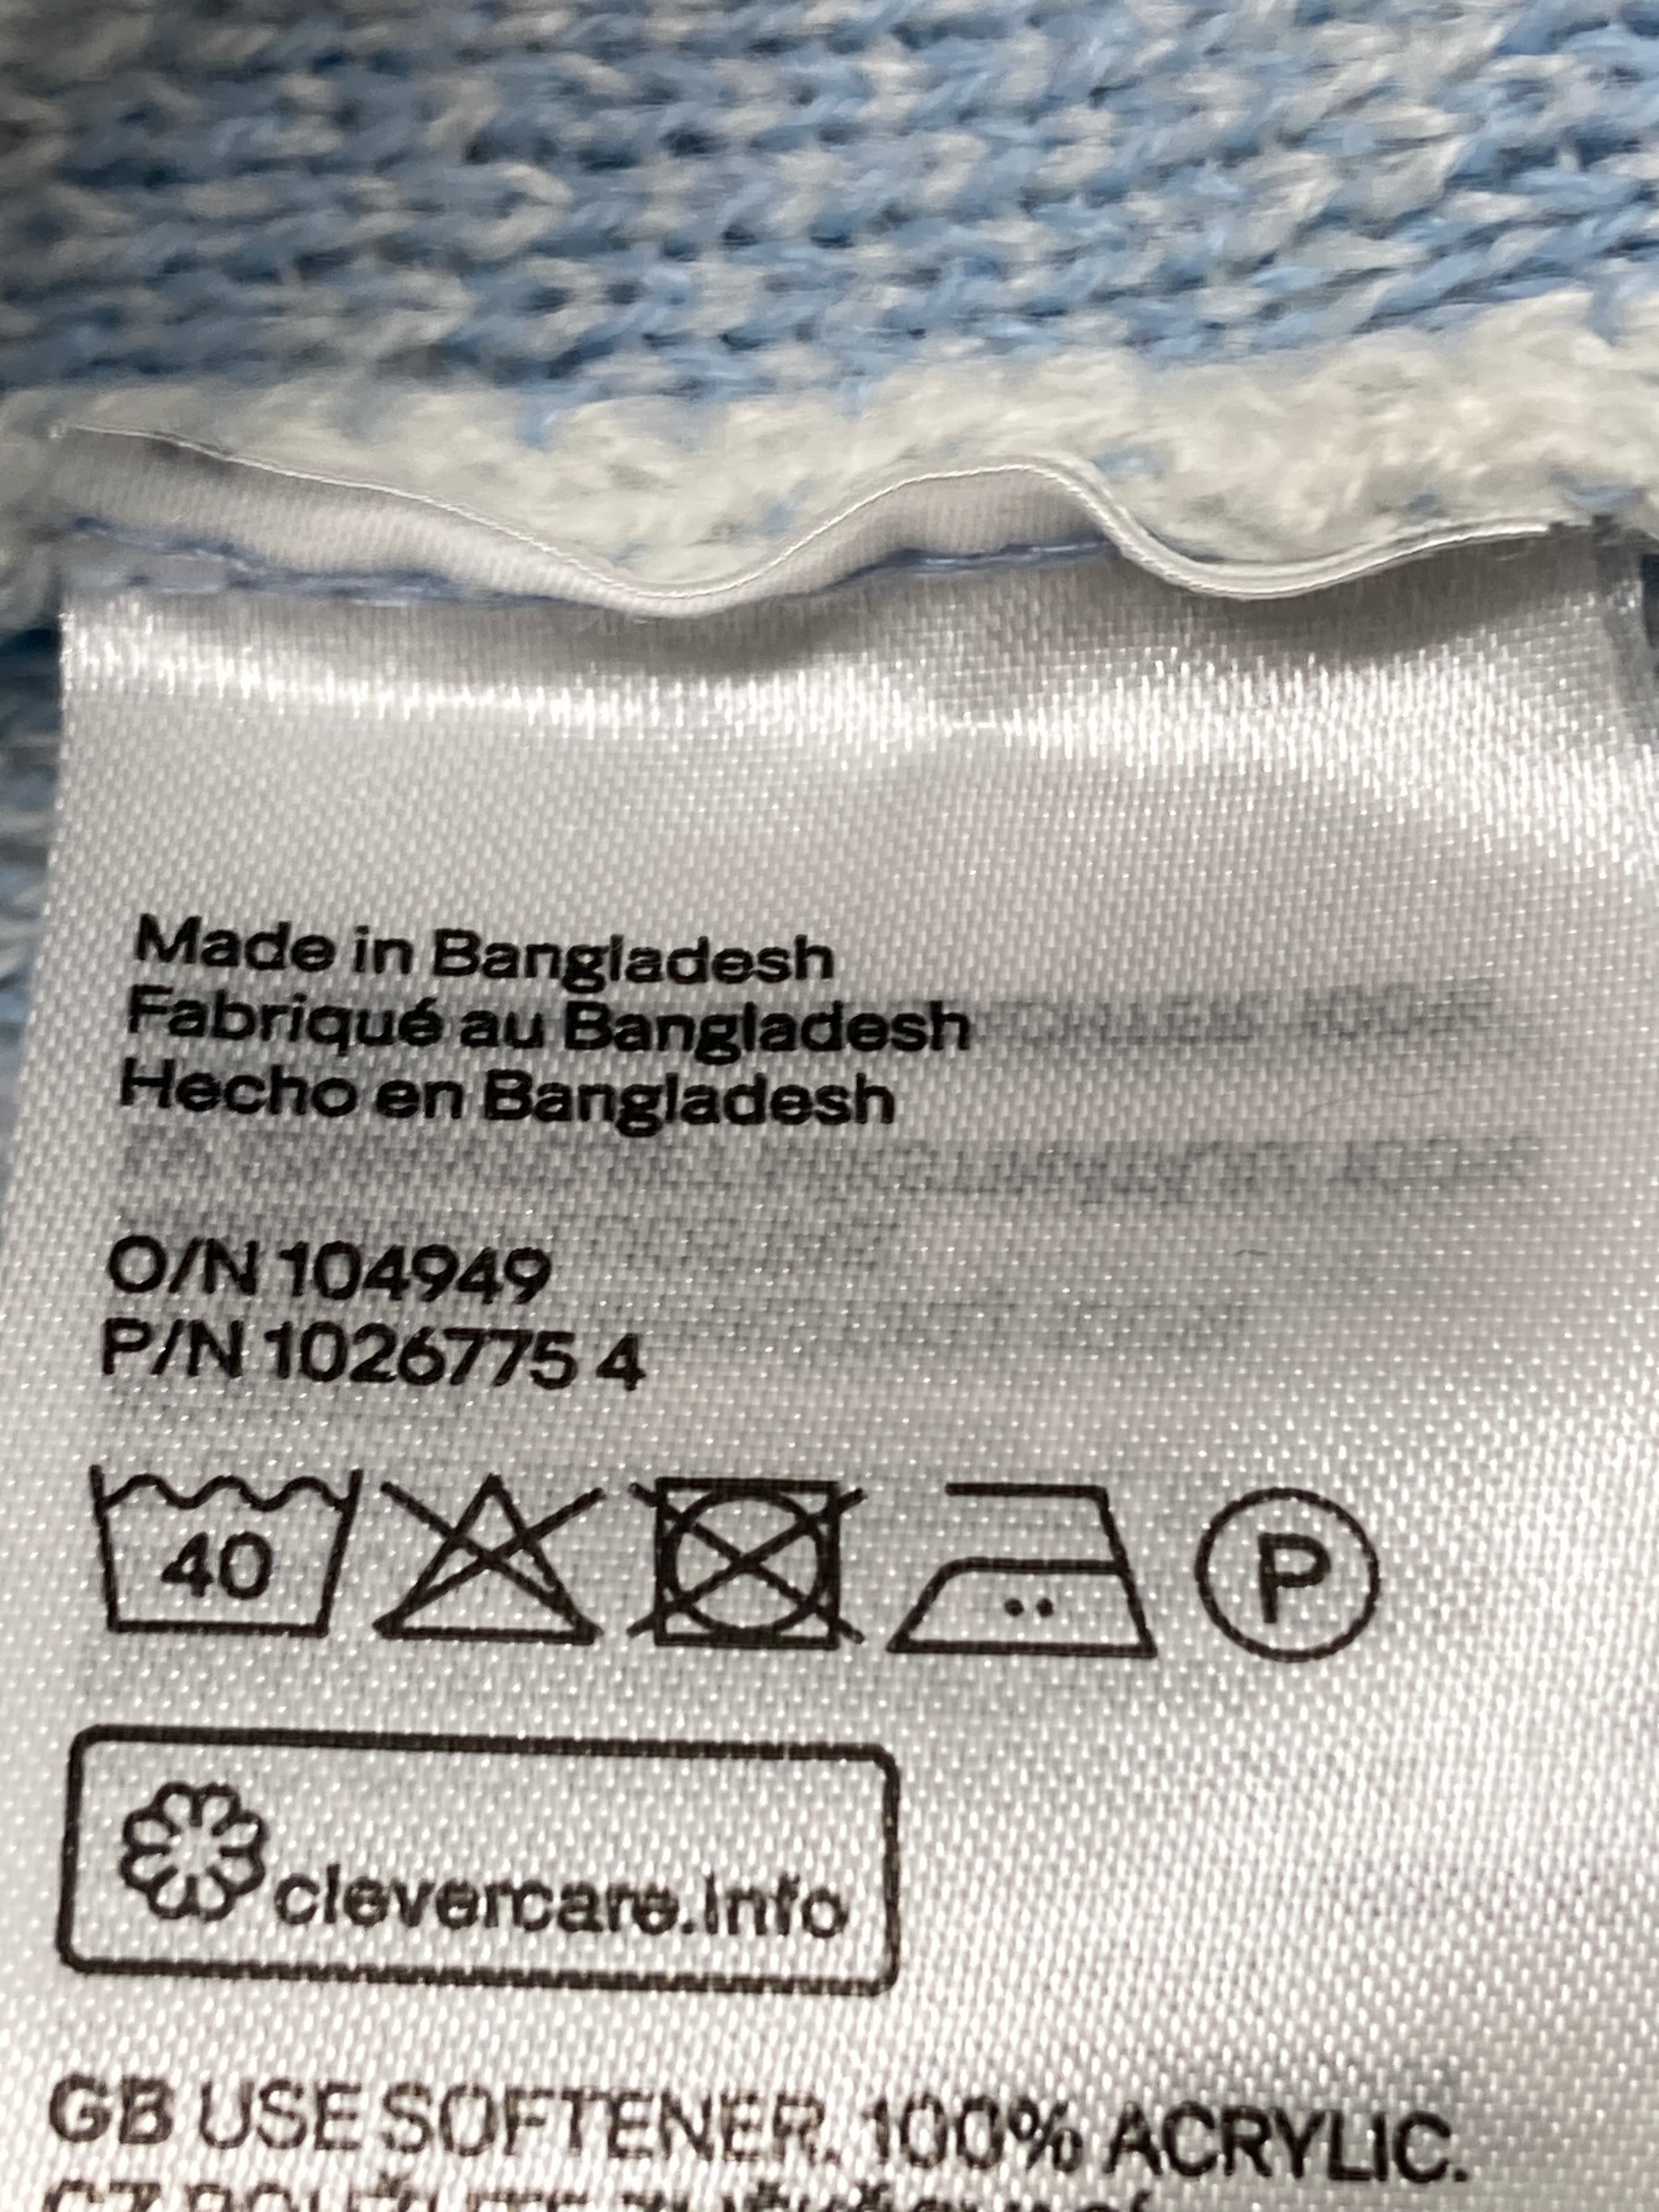 Made in Bangladesh
Fabriqué au Bangladesh
Hecho en Bangladesh
O/N 104949
P/N 1026775 4
40
P
clevercare.info
GB USE SOFTENER. 100% ACRYLIC.